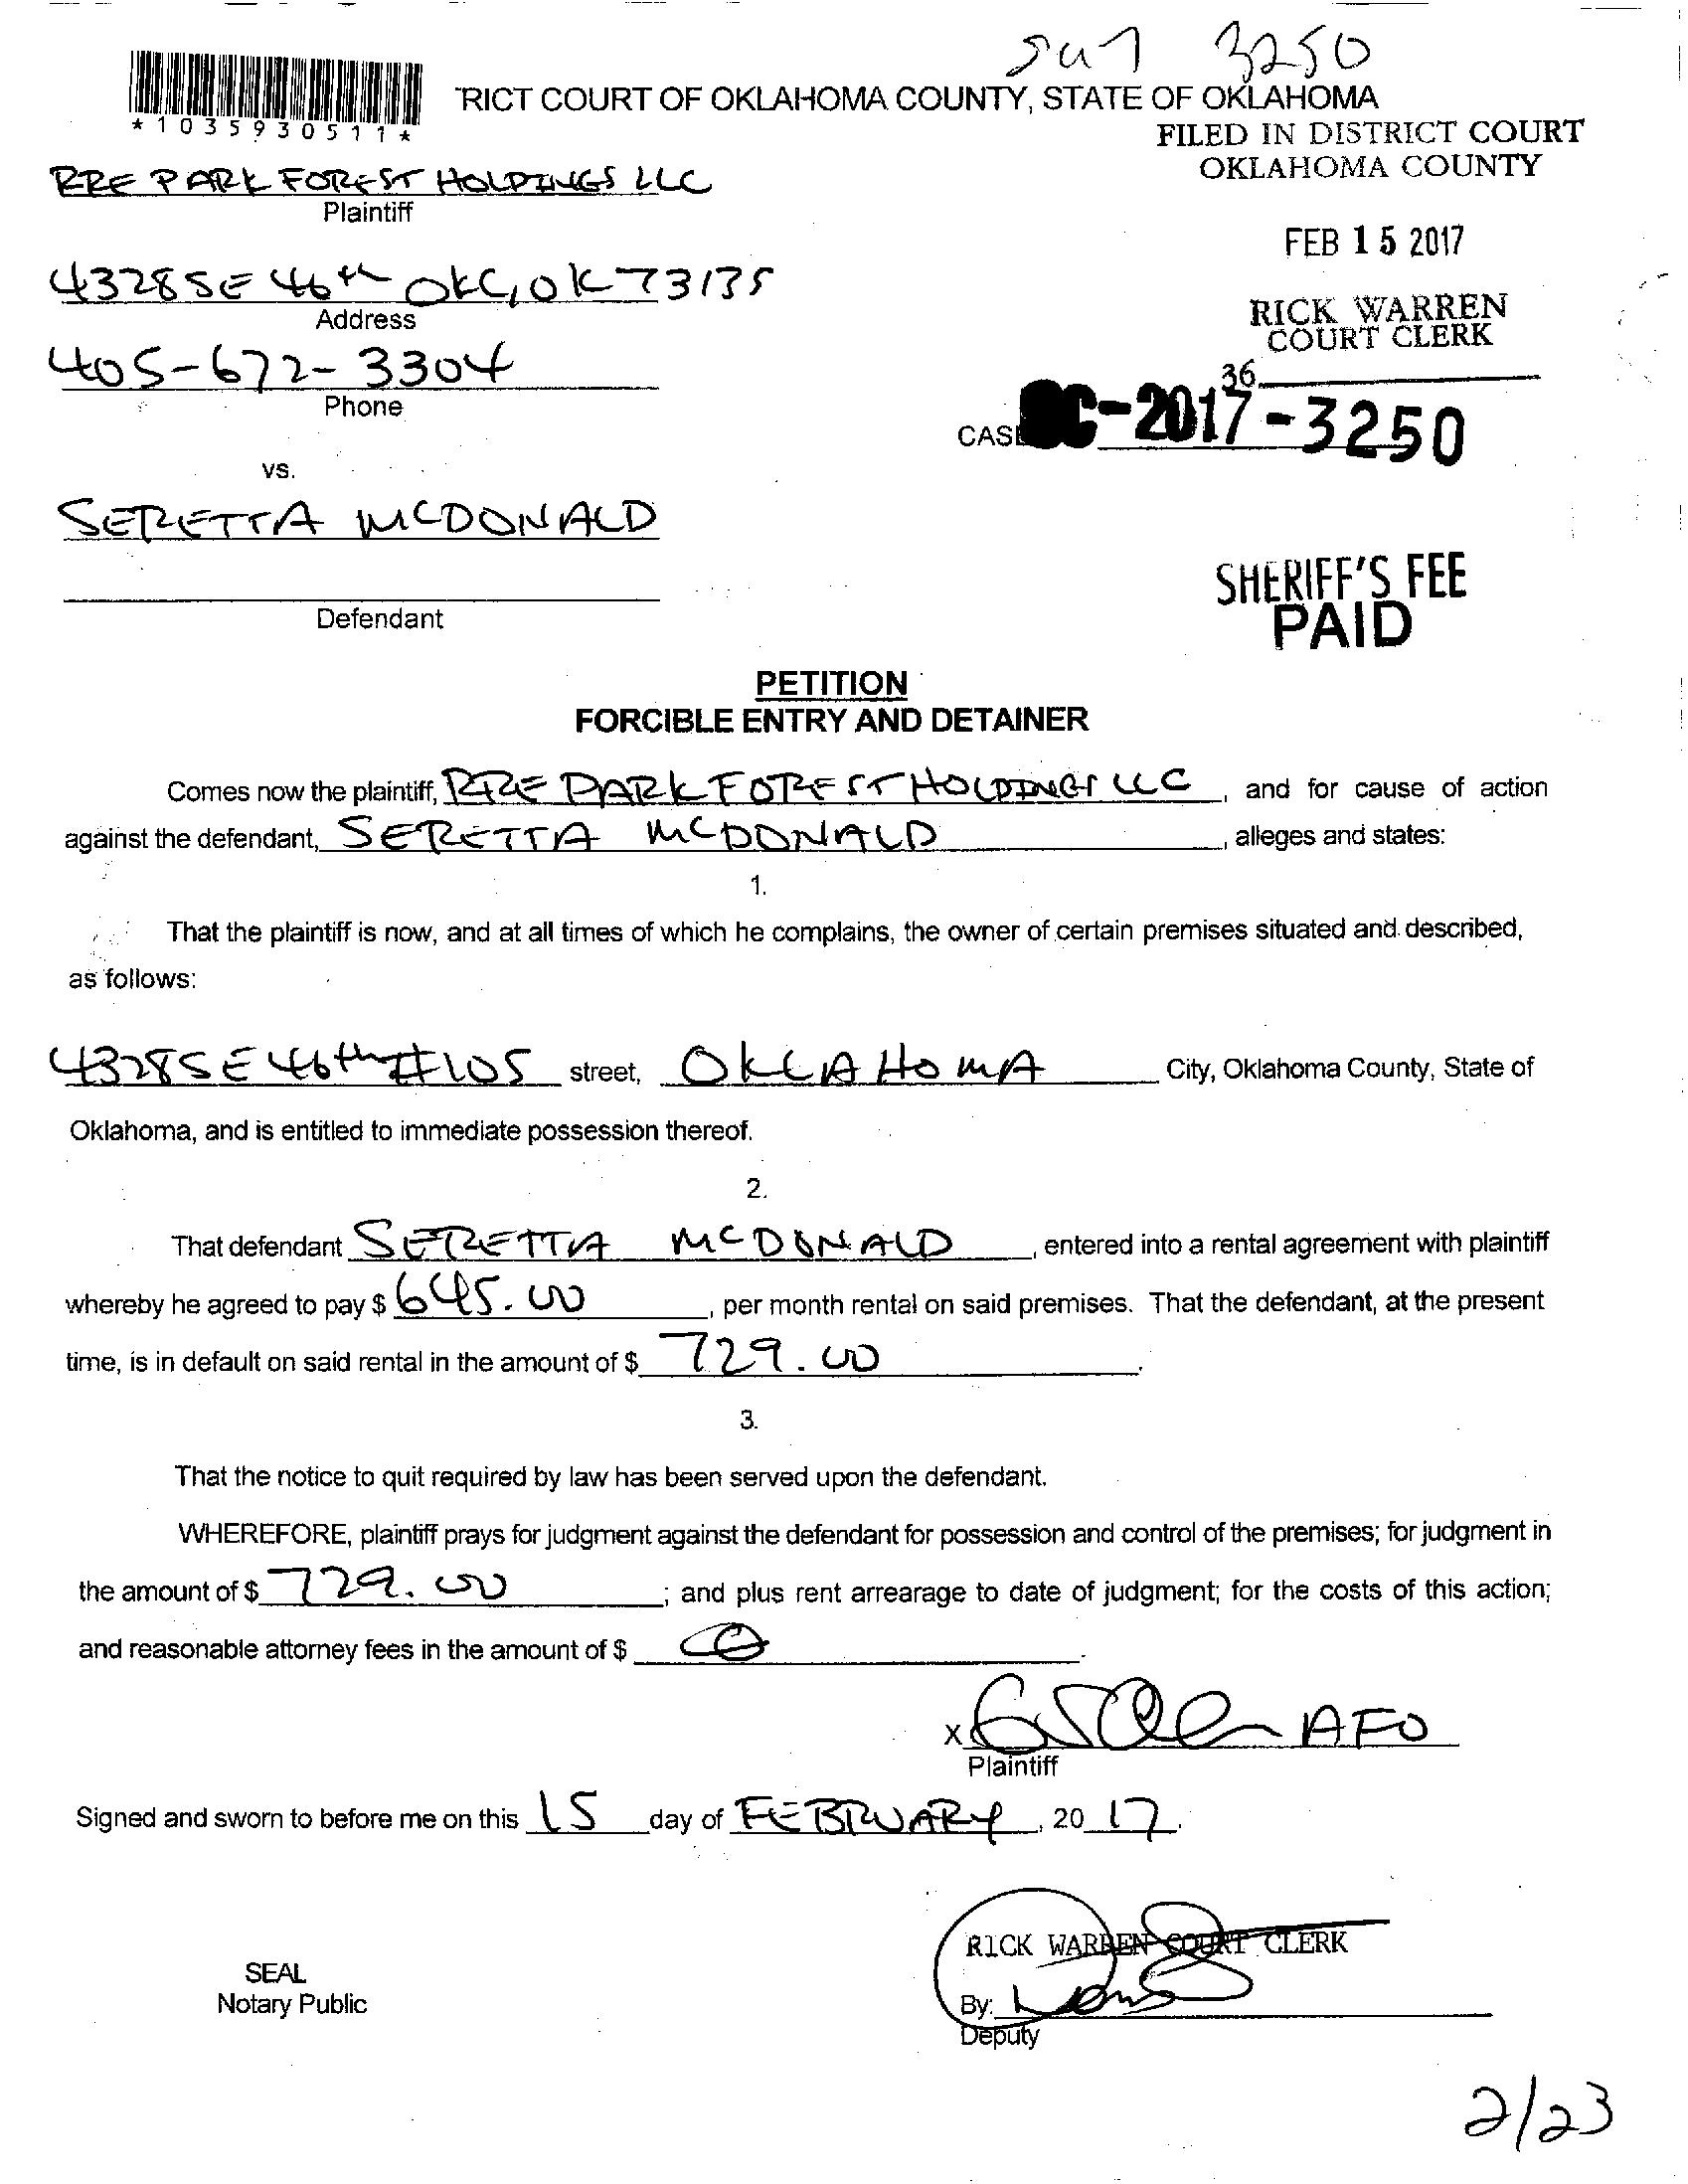 3250
'RICT COURT OF OKLAHOMA COUNTY, STATE OF OKLAHOMA
*1035930511*
FILED IN DISTRICT COURT
OKLAHOMA COUNTY
RRE PARK FOREST HOLDINGS LLC
Plaintiff
FEB 15 2017
4328 SE 46th OKC, OK 73135
Address
RICK WARREN
COURT CLERK
405-672-3304
36
Phone
CASE C-2017-3250
vs.
SERETTA MCDONALD
SHERIFF'S FEE
PAID
Defendant
PETITION
FORCIBLE ENTRY AND DETAINER
Comes now the plaintiff, RRE PARK FOREST HOLDINGS LLC, and for cause of action
against the defendant, SERETTA MCDONALD, alleges and states:
1.
That the plaintiff is now, and at all times of which he complains, the owner of certain premises situated and described,
as follows:
4328 SE 46th #105 street, OKLAHOMA City, Oklahoma County, State of
Oklahoma, and is entitled to immediate possession thereof.
2.
That defendant SERETTA MCDONALD, entered into a rental agreement with plaintiff
whereby he agreed to pay $ 645.00, per month rental on said premises. That the defendant, at the present
time, is in default on said rental in the amount of $ 729.00.
3.
That the notice to quit required by law has been served upon the defendant.
WHEREFORE, plaintiff prays for judgment against the defendant for possession and control of the premises; for judgment in
the amount of $ 729.00; and plus rent arrearage to date of judgment; for the costs of this action;
and reasonable attorney fees in the amount of $
X AFO
Plaintiff
Signed and sworn to before me on this 15 day of FEBRUARY, 2017.
RICK WARREN COURT CLERK
SEAL
Notary Public
By:
Deputy
2/23